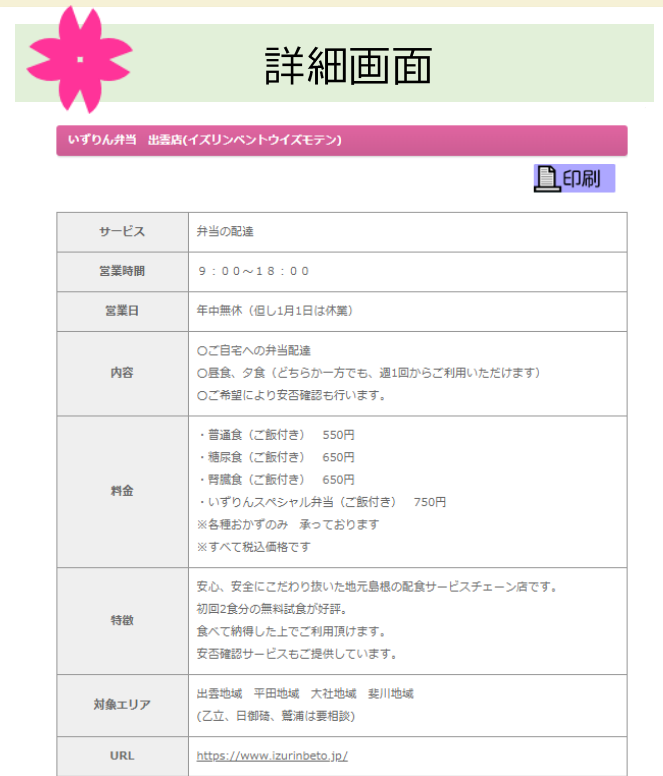 詳細画面
いずりん弁当　出雲店(イズリンベントウイズモテン)
印刷
サービス
弁当の配達
営業時間
９：００～１８：００
営業日
年中無休（但し1月1日は休業）
内容
○ご自宅への弁当配達
○昼食、夕食（どちらか一方でも、週1回からご利用いただけます）
○ご希望により安否確認も行います。
料金
・普通食（ご飯付き）　550円
・糖尿食（ご飯付き）　650円
・腎臓食（ご飯付き）　650円
・いずりんスペシャル弁当（ご飯付き）　750円
※各種おかずのみ　承っております
※すべて税込価格です
特徴
安心、安全にこだわり抜いた地元島根の配食サービスチェーン店です。
初回2食分の無料試食が好評。
食べて納得した上でご利用頂けます。
安否確認サービスもご提供しています。
対象エリア
出雲地域　平田地域　大社地域　斐川地域
(乙立、日御碕、鷺浦は要相談)
URL
https://www.izurinbeto.jp/